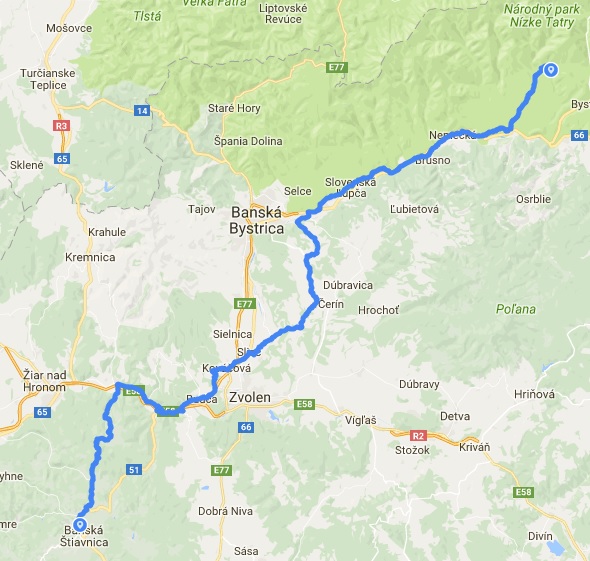 Veľká Fatra
Liptovské
Revúce
Národný park
Nízke Tatry
Tlstá
Mošovce
E77
Turčianske
Teplice
14
Staré Hory
Byst
R3
Nemecká
66
65
Sklené
Špania Dolina
Brusno
Slovenská
Ľupča
Selce
Osrblie
Tajov
Banská
Bystrica
Ľubietová
Krahule
Kremnica
Dúbravica
E77
Čerín
Hrochoť
Poľana
Sielnica
Sliač
Kováčová
Žiar nad
Hronom
E58
Budča
Zvolen
Dúbravy
Hriňová
65
E58
E58
Detva
66
Vígľaš
R2
Kriváň
Stožok
51
E77
yhne
E58
Dobrá Niva
mre
Banská
Štiavnica
Sása
Divín